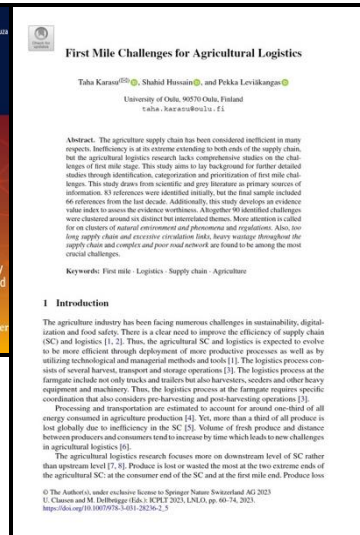 First Mile Challenges for Agricultural Logistics
Taha Karasu, Shahid Hussain, and Pekka Leviäkangas
University of Oulu, 90570 Oulu, Finland
taha.karasu@oulu.fi
Abstract. The agriculture supply chain has been considered inefficient in many
respects. Inefficiency is at its extreme extending to both ends of the supply chain,
but the agricultural logistics research lacks comprehensive studies on the chal-
lenges of first mile stage. This study aims to lay background for further detailed
studies through identification, categorization and prioritization of first mile chal-
lenges. This study draws from scientific and grey literature as primary sources of
information. 83 references were identified initially, but the final sample included
66 references from the last decade. Additionally, this study develops an evidence
value index to assess the evidence worthiness. Altogether 90 identified challenges
were clustered around six distinct but interrelated themes. More attention is called
for on clusters of natural environment and phenomena and regulations. Also, too
long supply chain and excessive circulation links, heavy wastage throughout the
supply chain and complex and poor road network are found to be among the most
crucial challenges.
Keywords: First mile · Logistics · Supply chain · Agriculture
1 Introduction
The agriculture industry has been facing numerous challenges in sustainability, digital-
ization and food safety. There is a clear need to improve the efficiency of supply chain
(SC) and logistics [1, 2]. Thus, the agricultural SC and logistics is expected to evolve
to be more efficient through deployment of more productive processes as well as by
utilizing technological and managerial methods and tools [1]. The logistics process con-
sists of several harvest, transport and storage operations [3]. The logistics process at the
farmgate include not only trucks and trailers but also harvesters, seeders and other heavy
equipment and machinery. Thus, the logistics process at the farmgate requires specific
coordination that also considers pre-harvesting and post-harvesting operations [3].
Processing and transportation are estimated to account for around one-third of all
energy consumed in agriculture production [4]. Yet, more than a third of all produce is
lost globally due to inefficiency in the SC [5]. Volume of fresh produce and distance
between producers and consumers tend to increase by time which leads to new challenges
in agricultural logistics [6].
The agricultural logistics research focuses more on downstream level of SC rather
than upstream level [7, 8]. Produce is lost or wasted the most at the two extreme ends of
the agricultural SC: at the consumer end of the SC and at the first mile end. Produce loss
© The Author(s), under exclusive license to Springer Nature Switzerland AG 2023
U. Clausen and M. Dellbrügge (Eds.): ICPLT 2023, LNLO, pp. 60–74, 2023.
https://doi.org/10.1007/978-3-031-28236-2_5